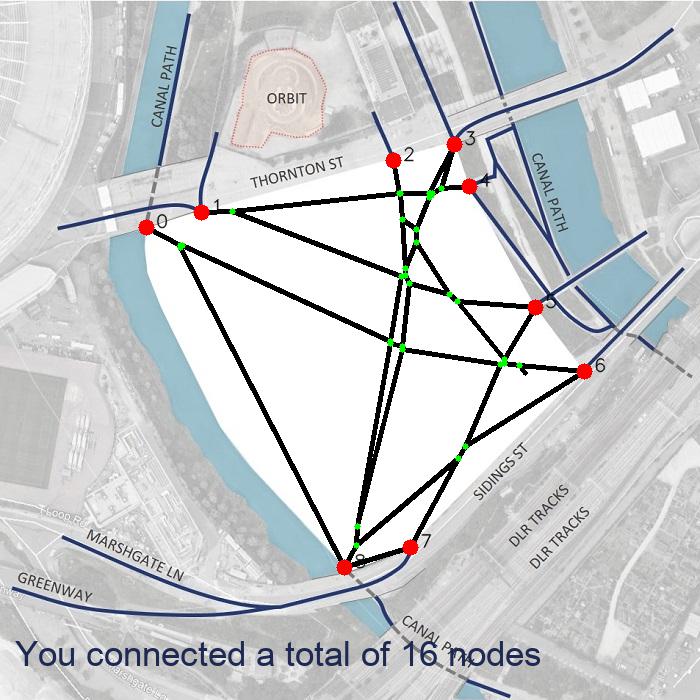 CANAL PATH
ORBIT
THORNTON ST
CANAL PATH
0
1
2
3
4
5
6
7
8
SIDINGS ST
DLR TRACKS
DLR TRACKS
MARSHGATE LN
GREENWAY
CANAL PATH
You connected a total of 16 nodes